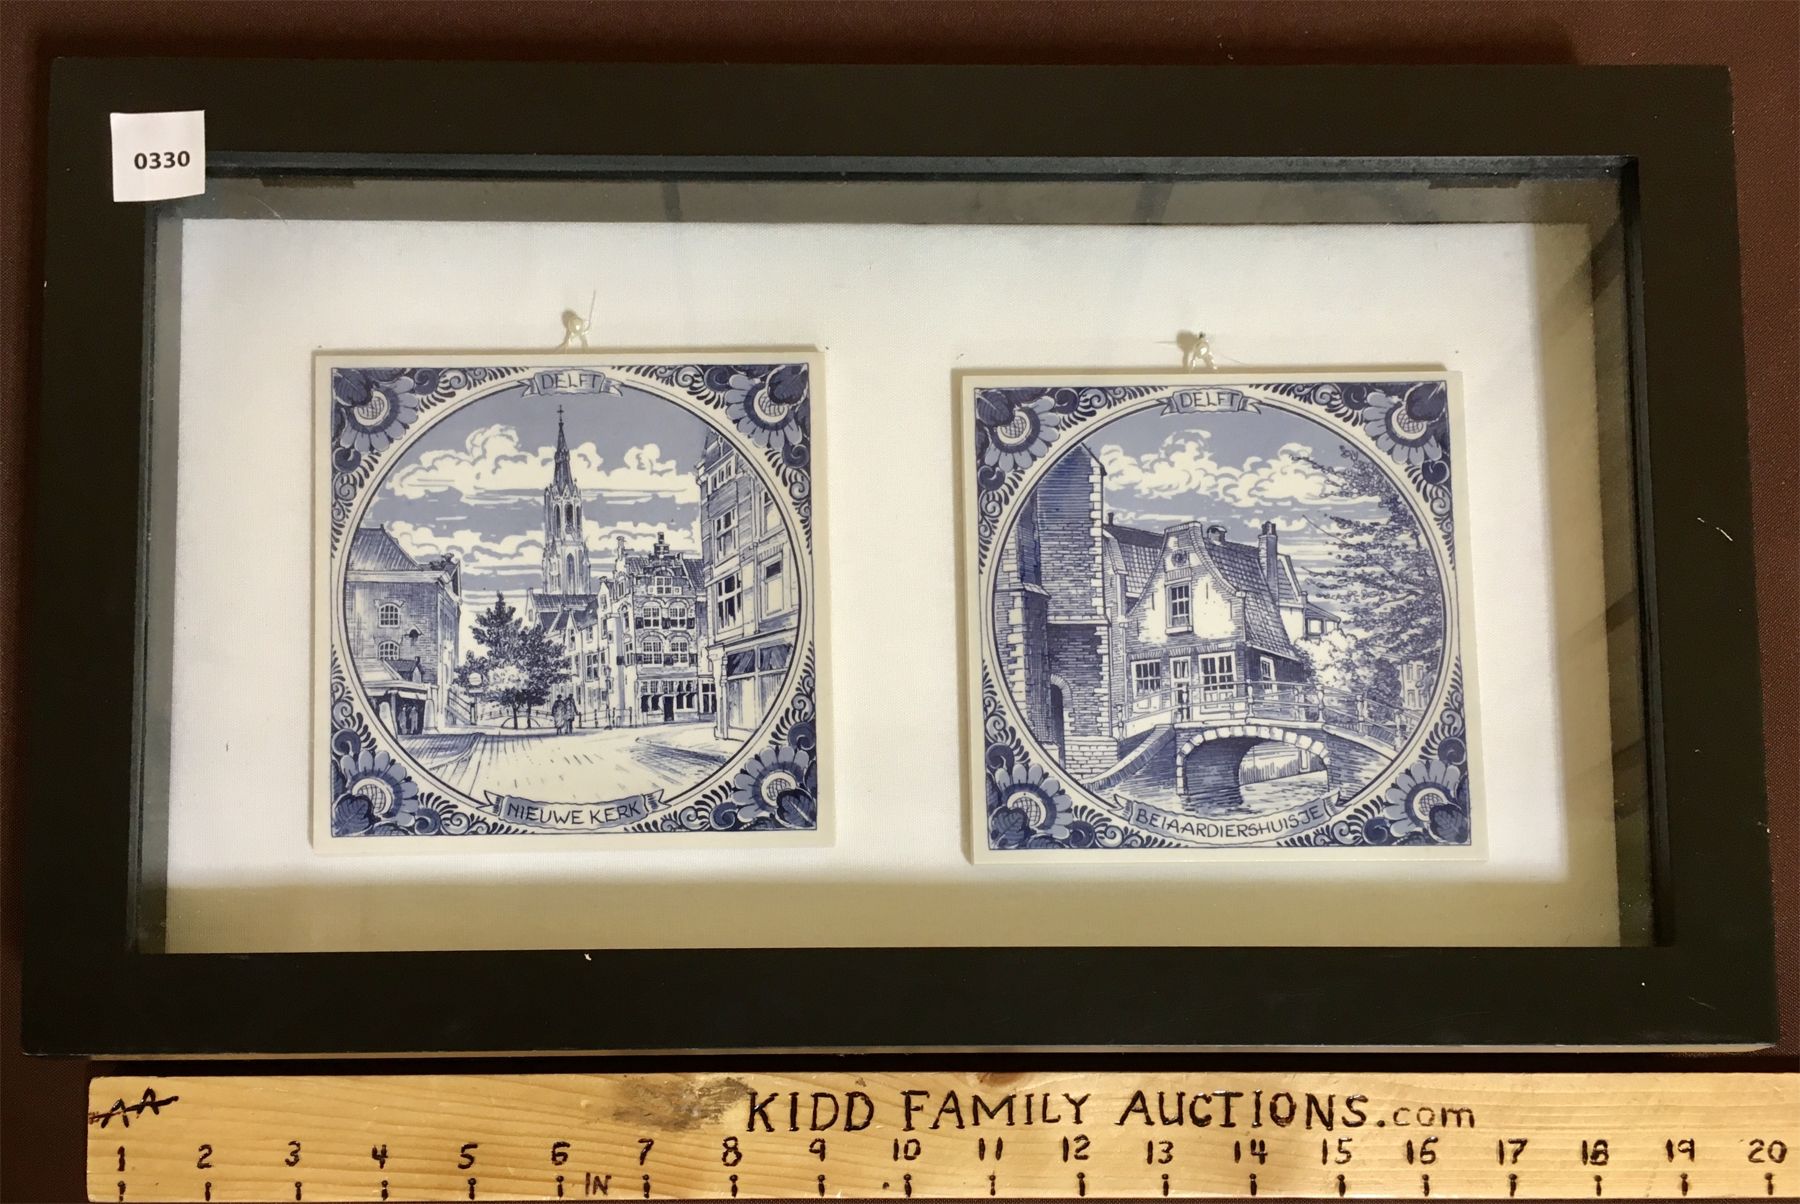 0330
DELFT
NIEUWE KERK
DELFT
BEIAARDIERSHUISJE
AA
KIDD FAMILY AUCTIONS.com
1 2 3 4 5 6 7 8 9 10 11 12 13 14 15 16 17 18 19 20
IN